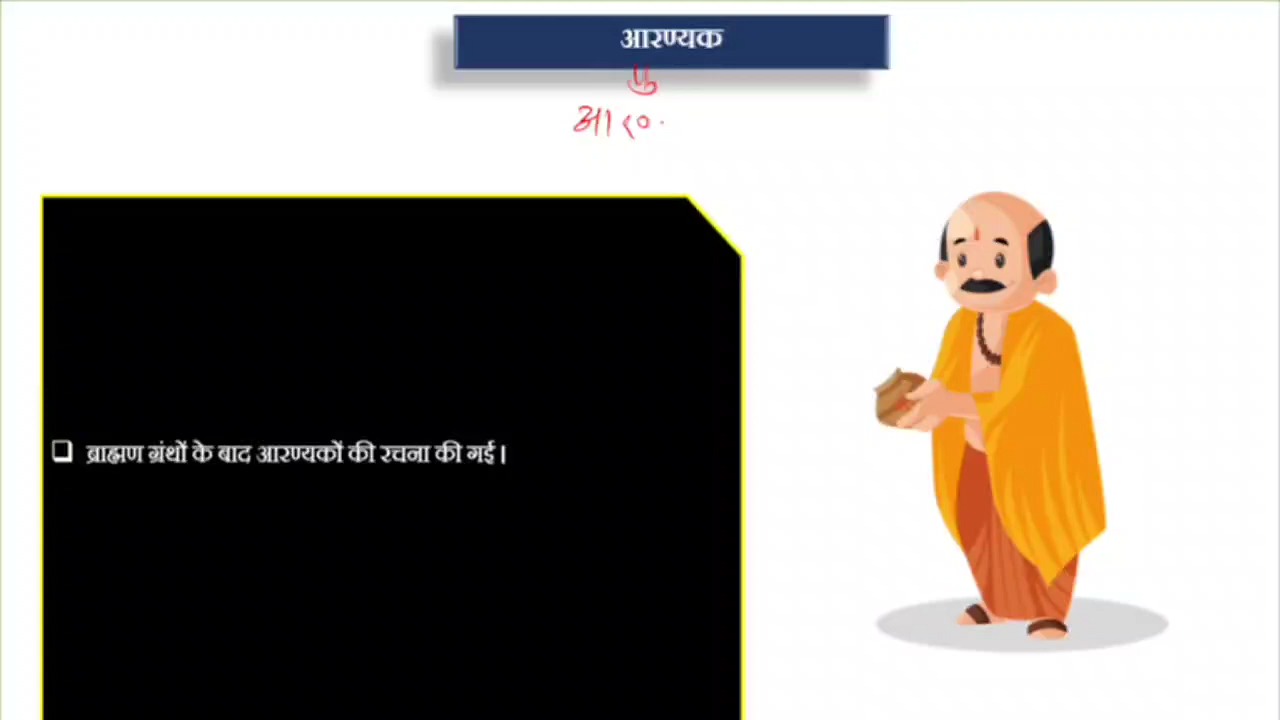 आरण्यक
❑ ब्राह्मण ग्रंथों के बाद आरण्यकों की रचना की गई।